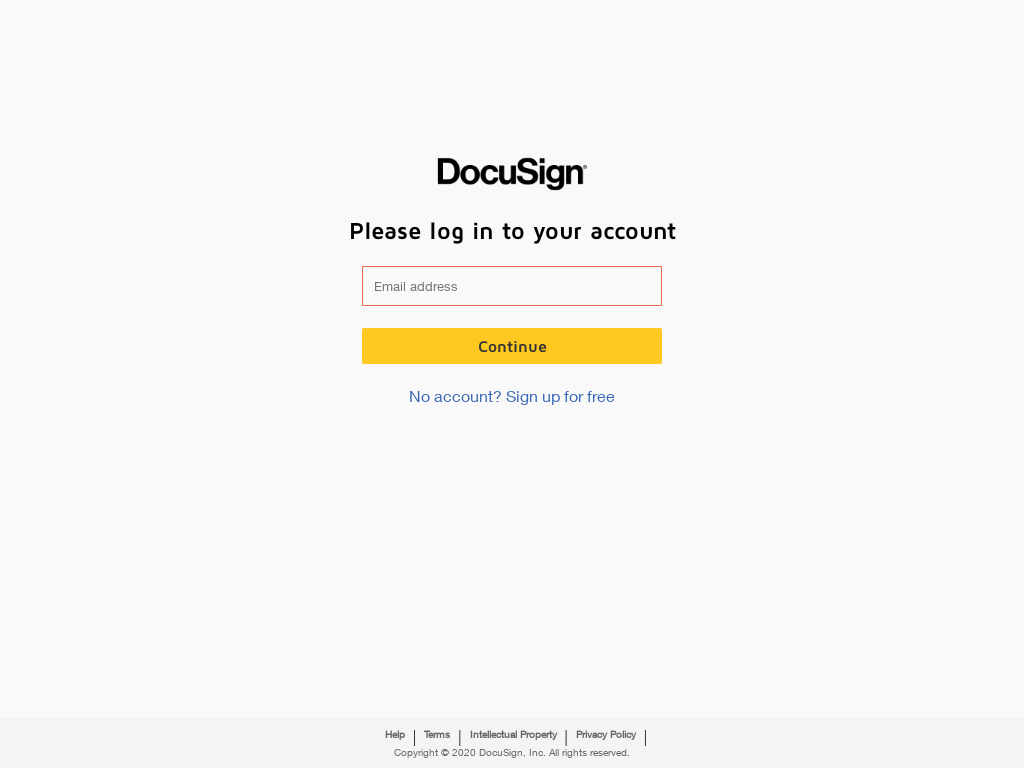 DocuSign®
Please log in to your account
Email address
Continue
No account? Sign up for free
Help | Terms | Intellectual Property | Privacy Policy |
Copyright © 2020 DocuSign, Inc. All rights reserved.